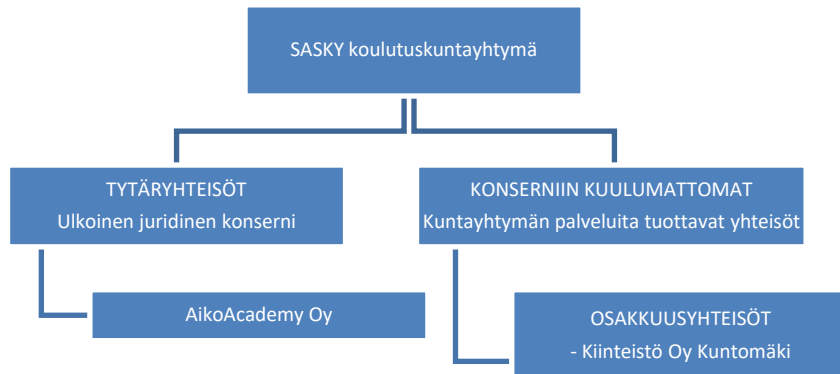 SASKY koulutuskuntayhtymä
TYTÄRYHTEISÖT
Ulkoinen juridinen konserni
KONSERNIIN KUULUMATTOMAT
Kuntayhtymän palveluita tuottavat yhteisöt
AikoAcademy Oy
OSAKKUUSYHTEISÖT
- Kiinteistö Oy Kuntomäki